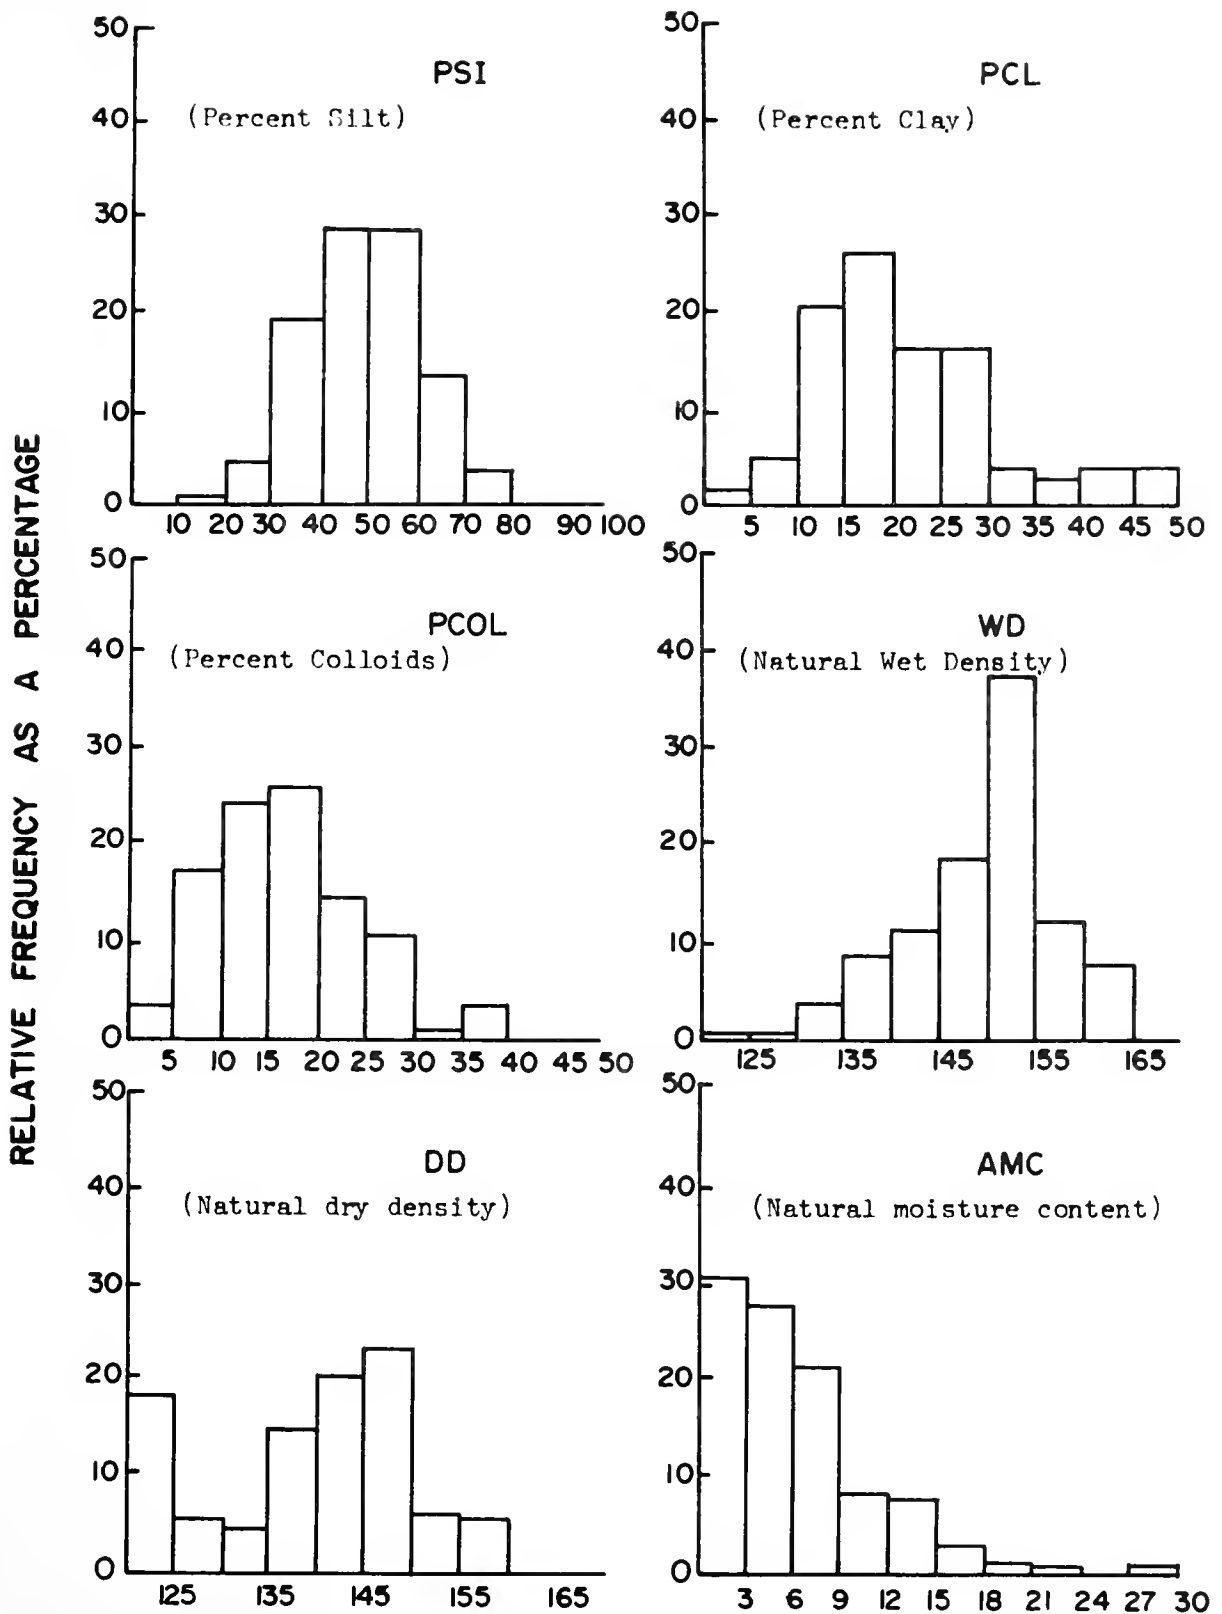 RELATIVE FREQUENCY AS A PERCENTAGE
PSI
(Percent Silt)
50
40
30
20
10
0
10 20 30 40 50 60 70 80 90 100
PCL
(Percent Clay)
50
40
30
20
10
0
5 10 15 20 25 30 35 40 45 50
PCOL
(Percent Colloids)
50
40
30
20
10
0
5 10 15 20 25 30 35 40 45 50
WD
(Natural Wet Density)
50
40
30
20
10
0
125 135 145 155 165
DD
(Natural dry density)
50
40
30
20
10
0
125 135 145 155 165
AMC
(Natural moisture content)
50
40
30
20
10
0
3 6 9 12 15 18 21 24 27 30